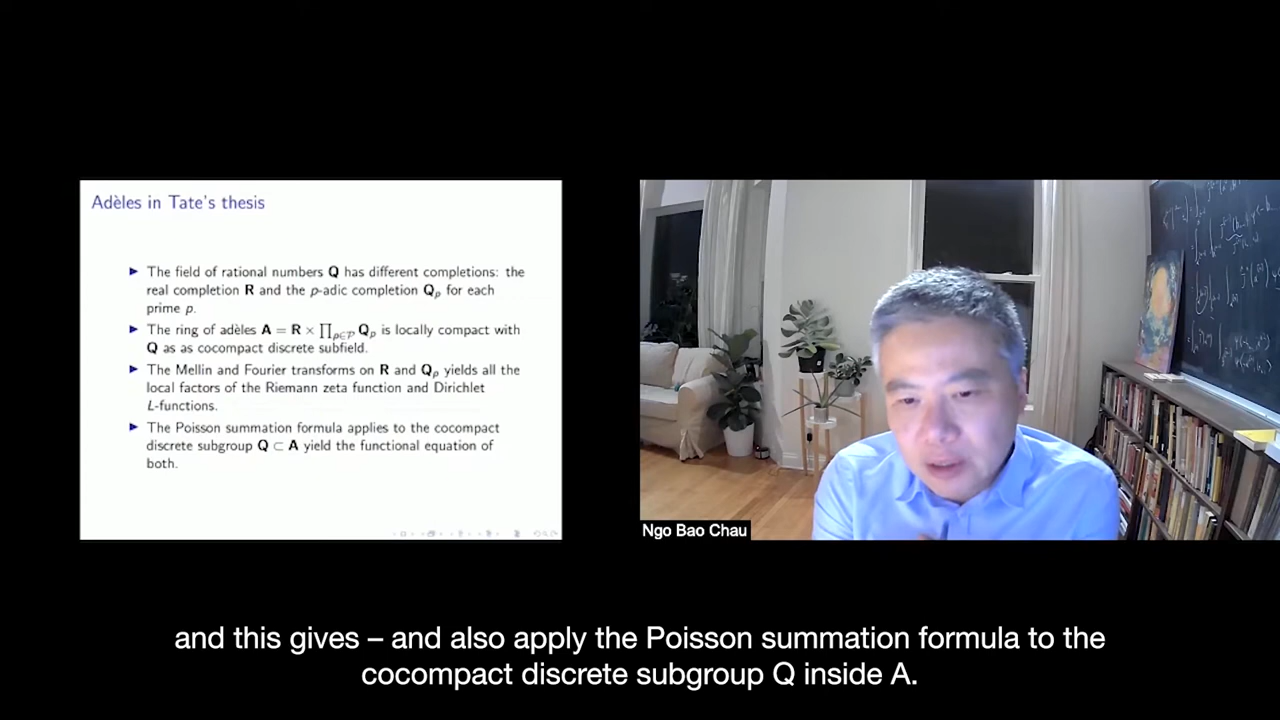 Adèles in Tate's thesis
▶ The field of rational numbers Q has different completions: the
real completion R and the p-adic completion Qp for each
prime p.
▶ The ring of adèles A = R × ∏p∈P Qp is locally compact with
Q as as cocompact discrete subfield.
▶ The Mellin and Fourier transforms on R and Qp yields all the
local factors of the Riemann zeta function and Dirichlet
L-functions.
▶ The Poisson summation formula applies to the cocompact
discrete subgroup Q ⊂ A yield the functional equation of
both.
Ngo Bao Chau
and this gives – and also apply the Poisson summation formula to the
cocompact discrete subgroup Q inside A.